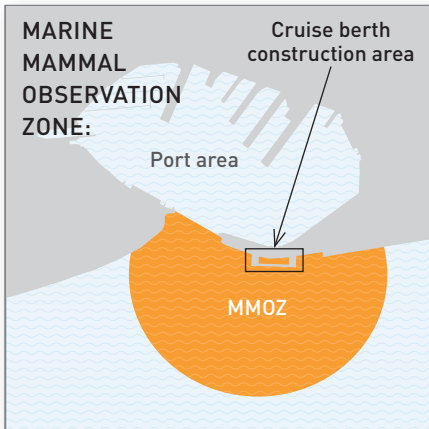 MARINE
MAMMAL
OBSERVATION
ZONE:
Cruise berth
construction area
Port area
MMOZ